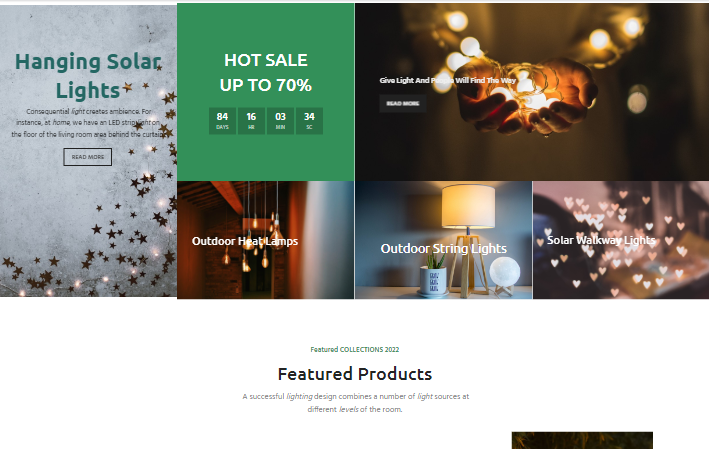 Hanging Solar
Lights
Consequential light creates ambience. For
instance, at home, we have an LED strip light on
the floor of the living room area behind the curtain.
READ MORE
HOT SALE
UP TO 70%
84 16 03 34
DAYS HR MIN SC
Give Light And People Will Find The Way
READ MORE
Outdoor Heat Lamps
Outdoor String Lights
Solar Walkway Lights
Featured COLLECTIONS 2022
Featured Products
A successful lighting design combines a number of light sources at
different levels of the room.